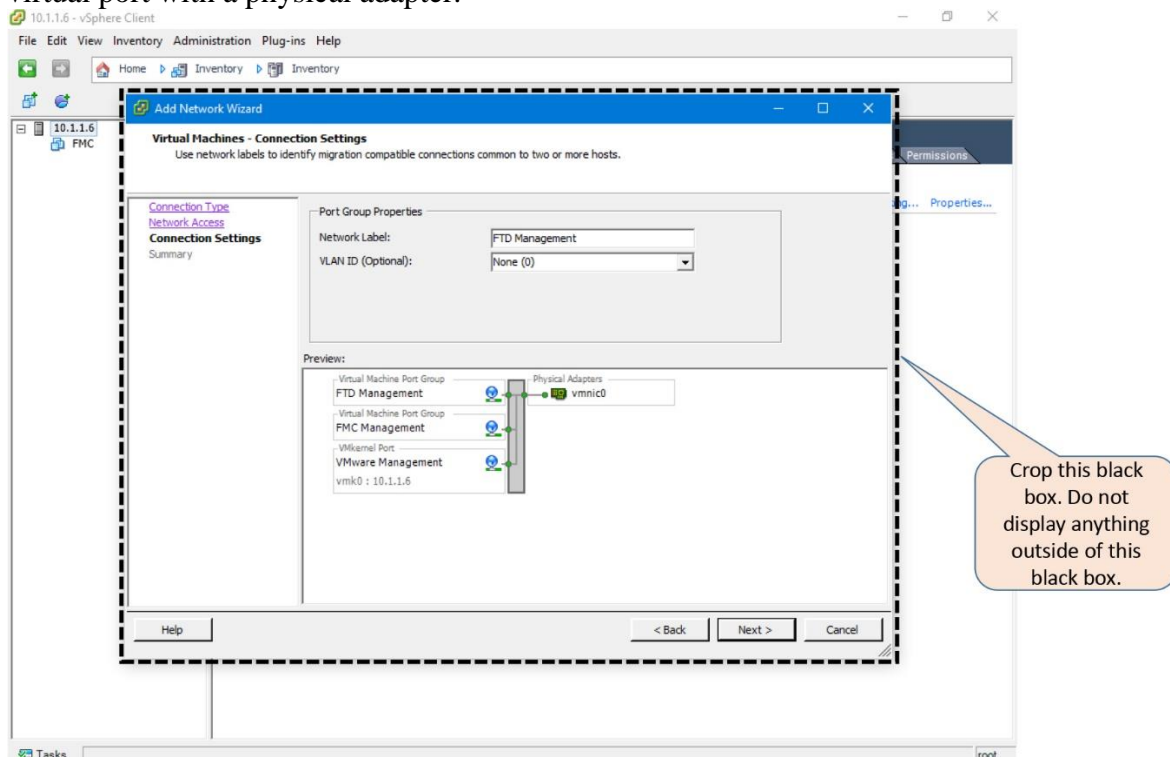 virtual port with a physical adapter.
10.1.1.6 - vSphere Client
File Edit View Inventory Administration Plug-ins Help
Home Inventory Inventory
Add Network Wizard
10.1.1.6
FMC
Virtual Machines - Connection Settings
Use network labels to identify migration compatible connections common to two or more hosts.
Permissions
Properties...
Connection Type
Network Access
Connection Settings
Summary
Port Group Properties
Network Label: FTD Management
VLAN ID (Optional): None (0)
Preview:
Virtual Machine Port Group
FTD Management
Physical Adapters
vmnic0
Virtual Machine Port Group
FMC Management
VMkernel Port
VMware Management
vmk0 : 10.1.1.6
Crop this black
box. Do not
display anything
outside of this
black box.
Help < Back Next > Cancel
Tasks root